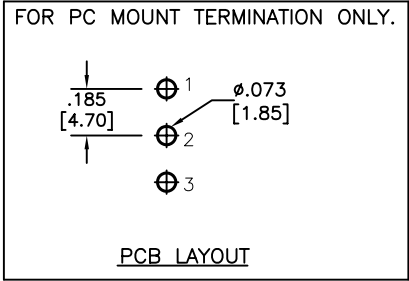 FOR PC MOUNT TERMINATION ONLY.
1
.185
[4.70]
ø.073
[1.85]
2
3
PCB LAYOUT